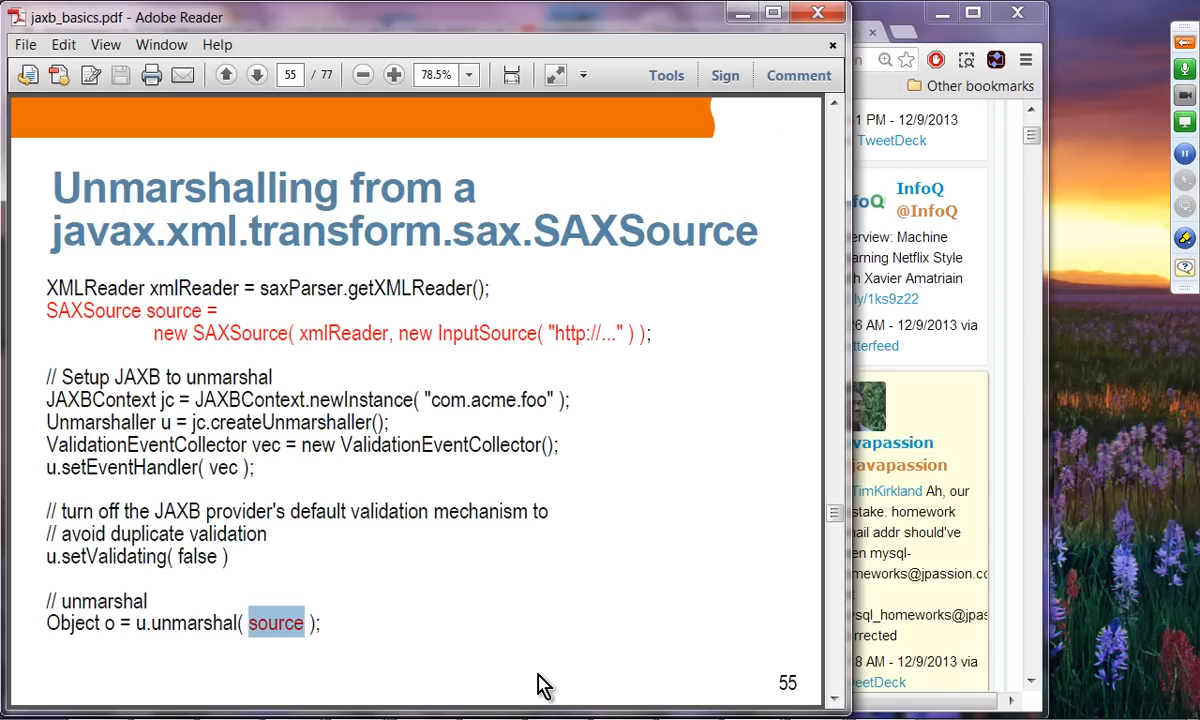 jaxb_basics.pdf - Adobe Reader
File Edit View Window Help
55 / 77 78.5% Tools Sign Comment
Unmarshalling from a
javax.xml.transform.sax.SAXSource
XMLReader xmlReader = saxParser.getXMLReader();
SAXSource source =
new SAXSource( xmlReader, new InputSource( "http://..." ) );
// Setup JAXB to unmarshal
JAXBContext jc = JAXBContext.newInstance( "com.acme.foo" );
Unmarshaller u = jc.createUnmarshaller();
ValidationEventCollector vec = new ValidationEventCollector();
u.setEventHandler( vec );
// turn off the JAXB provider's default validation mechanism to
// avoid duplicate validation
u.setValidating( false )
// unmarshal
Object o = u.unmarshal( source );
55
Other bookmarks
1 PM - 12/9/2013
TweetDeck
InfoQ
foQ @InfoQ
erview: Machine
arning Netflix Style
th Xavier Amatriain
ly/1ks9z22
26 AM - 12/9/2013 via
tterfeed
vapassion
javapassion
TimKirkland Ah, our
stake. homework
ail addr should've
en mysql-
meworks@jpassion.co
ysql_homeworks@jpas
rrected
8 AM - 12/9/2013 via
eetDeck